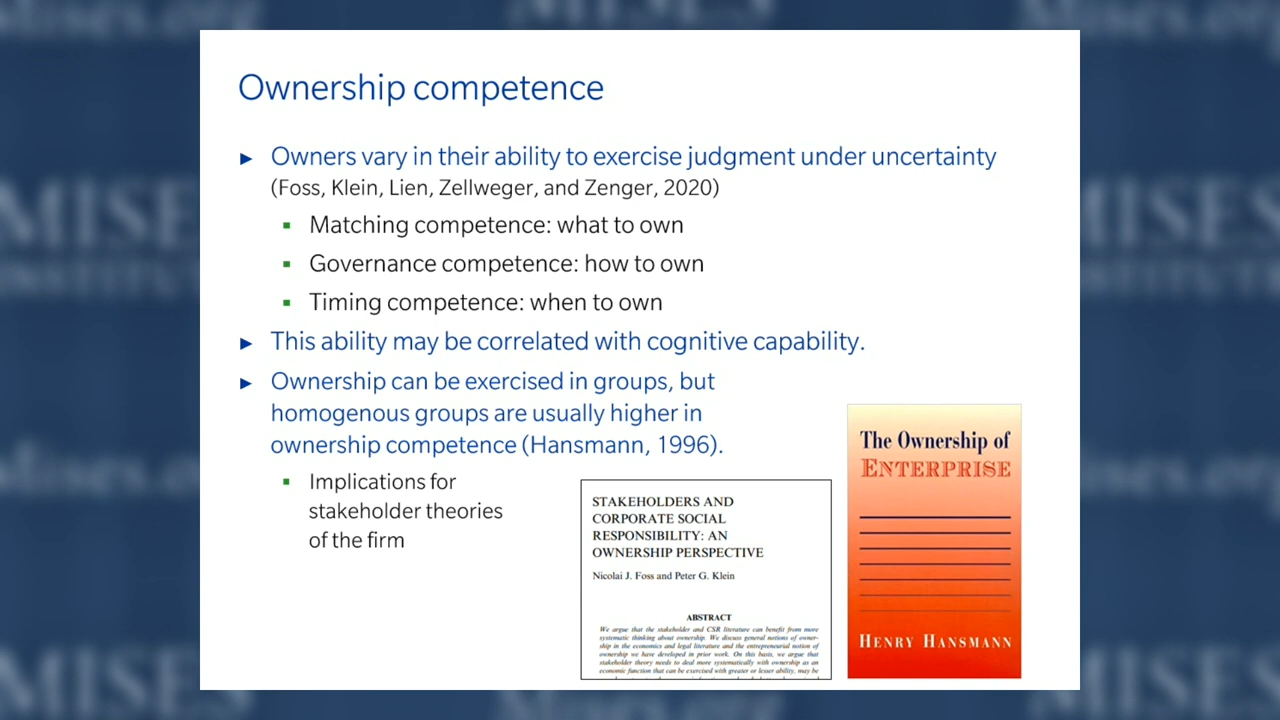 Mises.org
MISES
Mises.org
Ownership competence
► Owners vary in their ability to exercise judgment under uncertainty
(Foss, Klein, Lien, Zellweger, and Zenger, 2020)
▪ Matching competence: what to own
▪ Governance competence: how to own
▪ Timing competence: when to own
► This ability may be correlated with cognitive capability.
► Ownership can be exercised in groups, but
homogenous groups are usually higher in
ownership competence (Hansmann, 1996).
▪ Implications for
stakeholder theories
of the firm
STAKEHOLDERS AND
CORPORATE SOCIAL
RESPONSIBILITY: AN
OWNERSHIP PERSPECTIVE
Nicolai J. Foss and Peter G. Klein
ABSTRACT
We argue that the stakeholder and CSR literature can benefit from more
systematic thinking about ownership. We discuss general notions of owner-
ship in the economics and legal literature and the entrepreneurial notion of
ownership we have developed in prior work. On this basis, we argue that
stakeholder theory needs to deal more systematically with ownership as an
economic function that can be exercised with greater or lesser ability, may be
The Ownership of
ENTERPRISE
HENRY HANSMANN